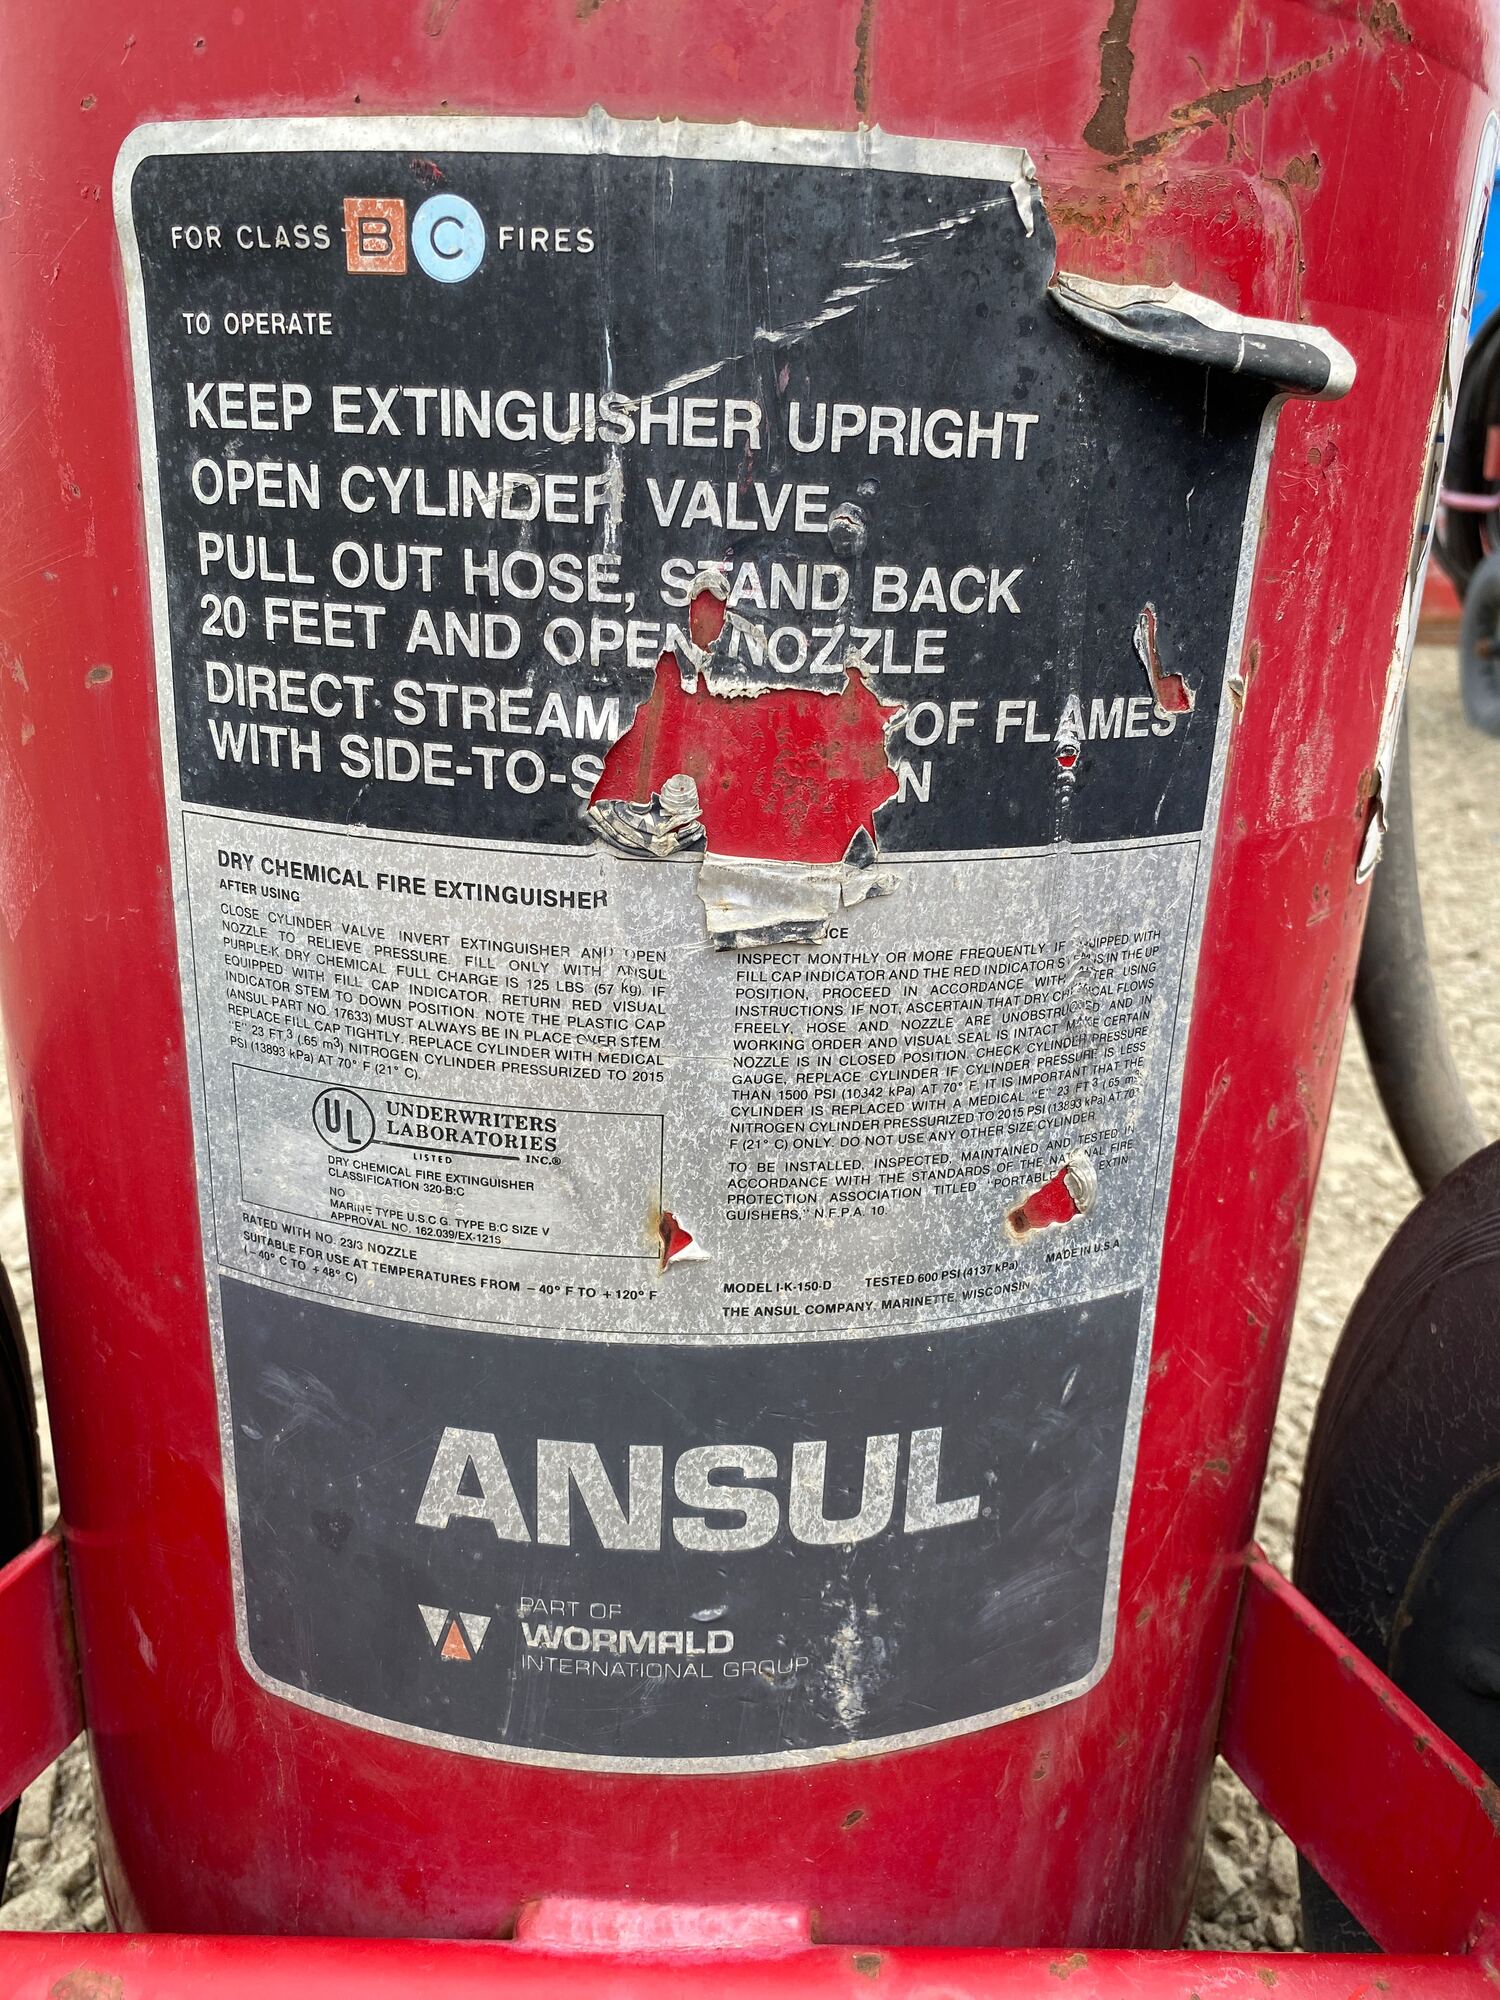 FOR CLASS B C FIRES
TO OPERATE
KEEP EXTINGUISHER UPRIGHT
OPEN CYLINDER VALVE
PULL OUT HOSE, STAND BACK
20 FEET AND OPEN NOZZLE
DIRECT STREAM OF FLAMES
WITH SIDE-TO-S
DRY CHEMICAL FIRE EXTINGUISHER
AFTER USING
CLOSE CYLINDER VALVE INVERT EXTINGUISHER AND OPEN
NOZZLE TO RELIEVE PRESSURE. FILL ONLY WITH ANSUL
PURPLE-K DRY CHEMICAL FULL CHARGE IS 125 LBS (57 kg). IF
EQUIPPED WITH FILL CAP INDICATOR, RETURN RED VISUAL
INDICATOR STEM TO DOWN POSITION. NOTE THE PLASTIC CAP
(ANSUL PART NO. 17633) MUST ALWAYS BE IN PLACE OVER STEM
REPLACE FILL CAP TIGHTLY. REPLACE CYLINDER WITH MEDICAL
"E" 23 FT³ (.65 m³) NITROGEN CYLINDER PRESSURIZED TO 2015
PSI (13893 kPa) AT 70° F (21° C).
UL UNDERWRITERS
LABORATORIES
LISTED INC.®
DRY CHEMICAL FIRE EXTINGUISHER
CLASSIFICATION 320-B:C
NO.
MARINE TYPE U.S.C.G. TYPE B:C SIZE V
APPROVAL NO. 162.039/EX-1215
RATED WITH NO. 23/3 NOZZLE
SUITABLE FOR USE AT TEMPERATURES FROM –40° F TO +120° F
(–40° C TO +48° C)
INSPECT MONTHLY OR MORE FREQUENTLY IF EQUIPPED WITH
FILL CAP INDICATOR AND THE RED INDICATOR STEM IS IN THE UP
POSITION, PROCEED IN ACCORDANCE WITH AFTER USING
INSTRUCTIONS. IF NOT, ASCERTAIN THAT DRY CHEMICAL FLOWS
FREELY, HOSE AND NOZZLE ARE UNOBSTRUCTED AND IN
WORKING ORDER AND VISUAL SEAL IS INTACT MAKE CERTAIN
NOZZLE IS IN CLOSED POSITION. CHECK CYLINDER PRESSURE
GAUGE, REPLACE CYLINDER IF CYLINDER PRESSURE IS LESS
THAN 1500 PSI (10342 kPa) AT 70° F. IT IS IMPORTANT THAT THE
CYLINDER IS REPLACED WITH A MEDICAL "E" 23 FT³ (.65 m³)
NITROGEN CYLINDER PRESSURIZED TO 2015 PSI (13893 kPa) AT 70°
F (21° C) ONLY. DO NOT USE ANY OTHER SIZE CYLINDER.
TO BE INSTALLED, INSPECTED, MAINTAINED AND TESTED IN
ACCORDANCE WITH THE STANDARDS OF THE NATIONAL FIRE
PROTECTION ASSOCIATION TITLED "PORTABLE EXTIN-
GUISHERS," N.F.P.A. 10.
MADE IN U.S.A.
MODEL I-K-150-D TESTED 600 PSI (4137 kPa)
THE ANSUL COMPANY, MARINETTE, WISCONSIN
ANSUL
PART OF
WORMALD
INTERNATIONAL GROUP